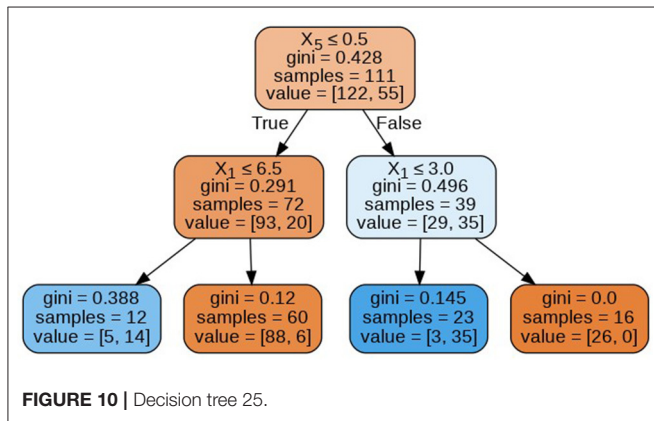 X5 ≤ 0.5
gini = 0.428
samples = 111
value = [122, 55]
True
False
X1 ≤ 6.5
gini = 0.291
samples = 72
value = [93, 20]
X1 ≤ 3.0
gini = 0.496
samples = 39
value = [29, 35]
gini = 0.388
samples = 12
value = [5, 14]
gini = 0.12
samples = 60
value = [88, 6]
gini = 0.145
samples = 23
value = [3, 35]
gini = 0.0
samples = 16
value = [26, 0]
FIGURE 10 | Decision tree 25.